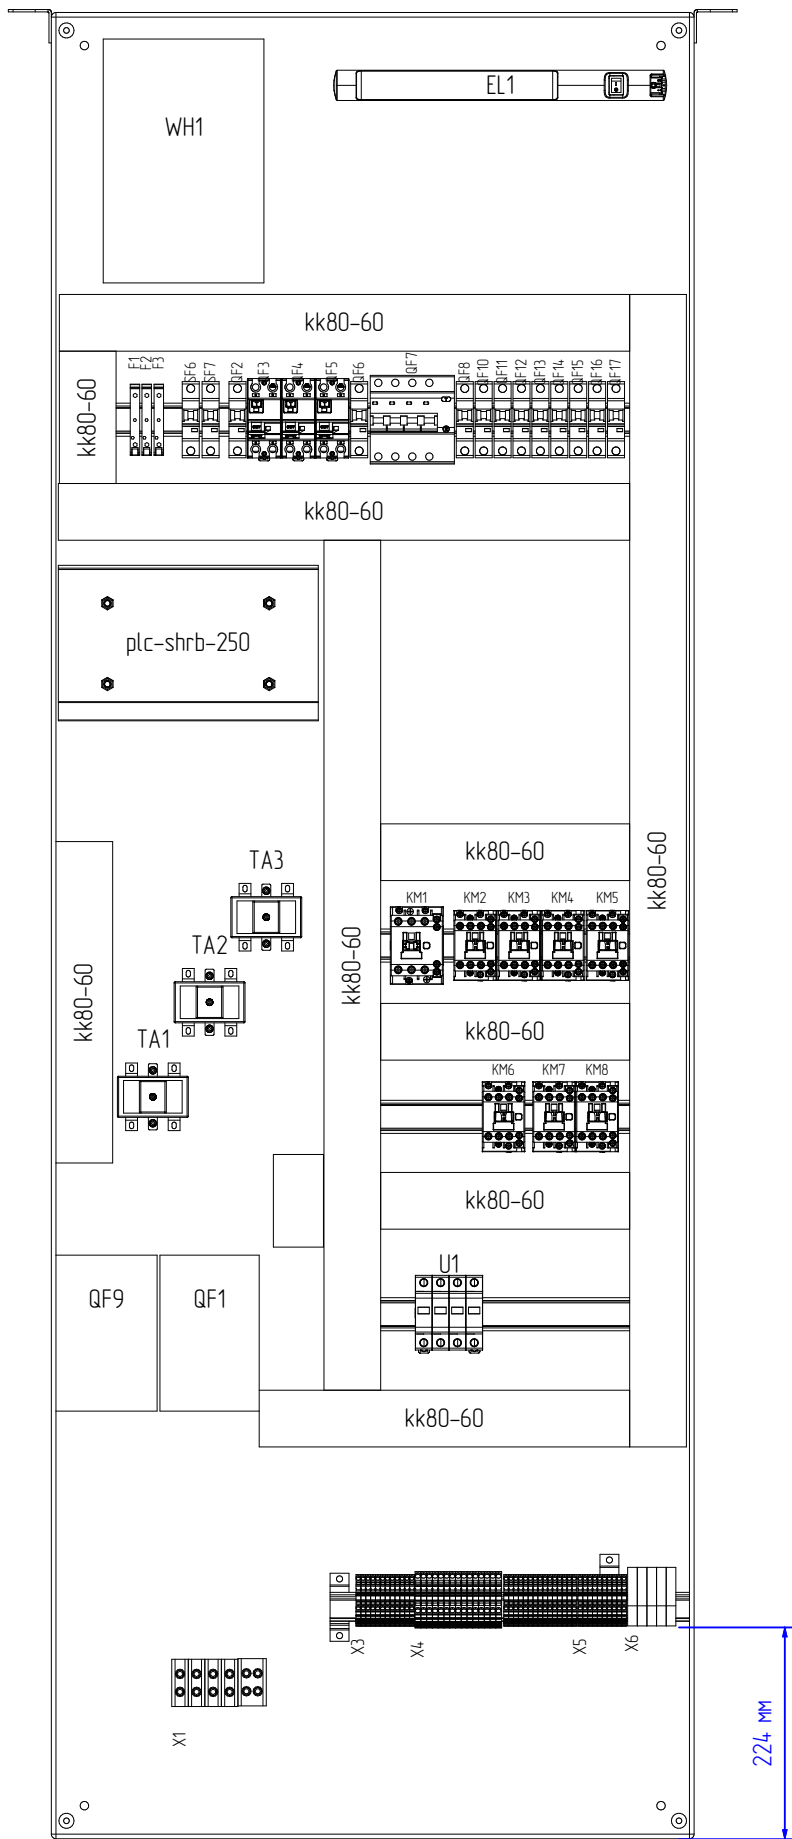 EL1
WH1
kk80-60
F1
F2
F3
SF6
SF7
QF2
QF3
QF4
QF5
QF6
QF7
QF8
QF10
QF11
QF12
QF13
QF14
QF15
QF16
QF17
kk80-60
kk80-60
plc-shrb-250
kk80-60
kk80-60
TA3
KM1
KM2
KM3
KM4
KM5
TA2
kk80-60
kk80-60
TA1
kk80-60
KM6
KM7
KM8
kk80-60
U1
QF9
QF1
kk80-60
X3
X4
X5
X6
X1
224 мм